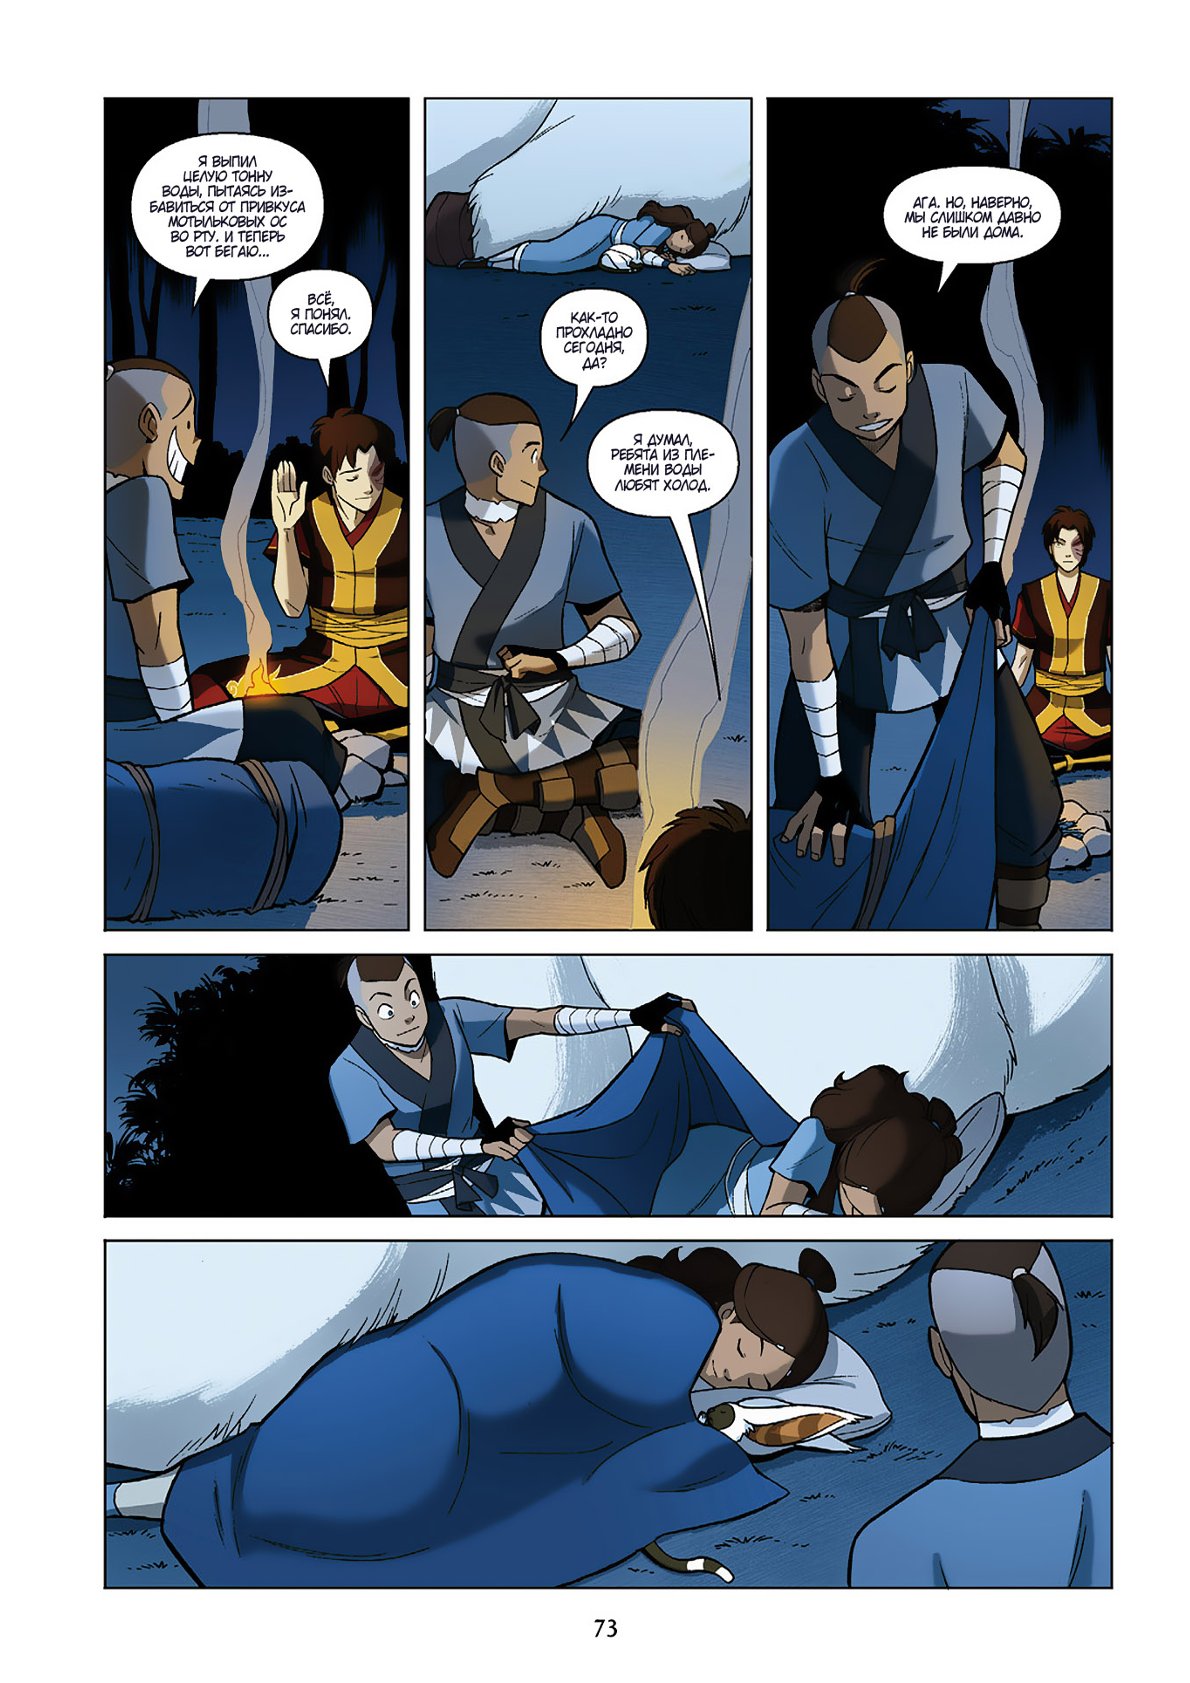 Я ВЫПИЛ
ЦЕЛУЮ ТОННУ
ВОДЫ, ПЫТАЯСЬ ИЗ-
БАВИТЬСЯ ОТ ПРИВКУСА
МОТЫЛЬКОВЫХ ОС
ВО РТУ. И ТЕПЕРЬ
ВОТ БЕГАЮ...
ВСЁ,
Я ПОНЯЛ.
СПАСИБО.
КАК-ТО
ПРОХЛАДНО
СЕГОДНЯ,
ДА?
Я ДУМАЛ,
РЕБЯТА ИЗ ПЛЕ-
МЕНИ ВОДЫ
ЛЮБЯТ ХОЛОД.
АГА. НО, НАВЕРНО,
МЫ СЛИШКОМ ДАВНО
НЕ БЫЛИ ДОМА.
73